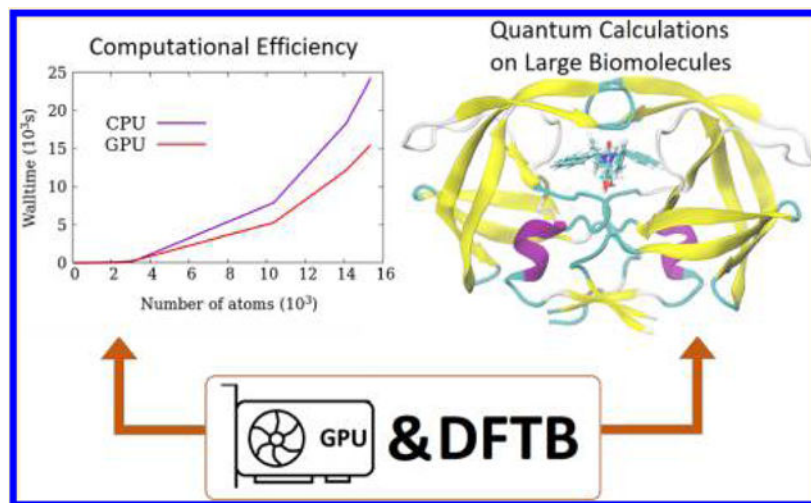 Computational Efficiency
Quantum Calculations
on Large Biomolecules
25
20
15
10
5
0
Walltime (10³s)
CPU
GPU
0 2 4 6 8 10 12 14 16
Number of atoms (10³)
GPU
&DFTB